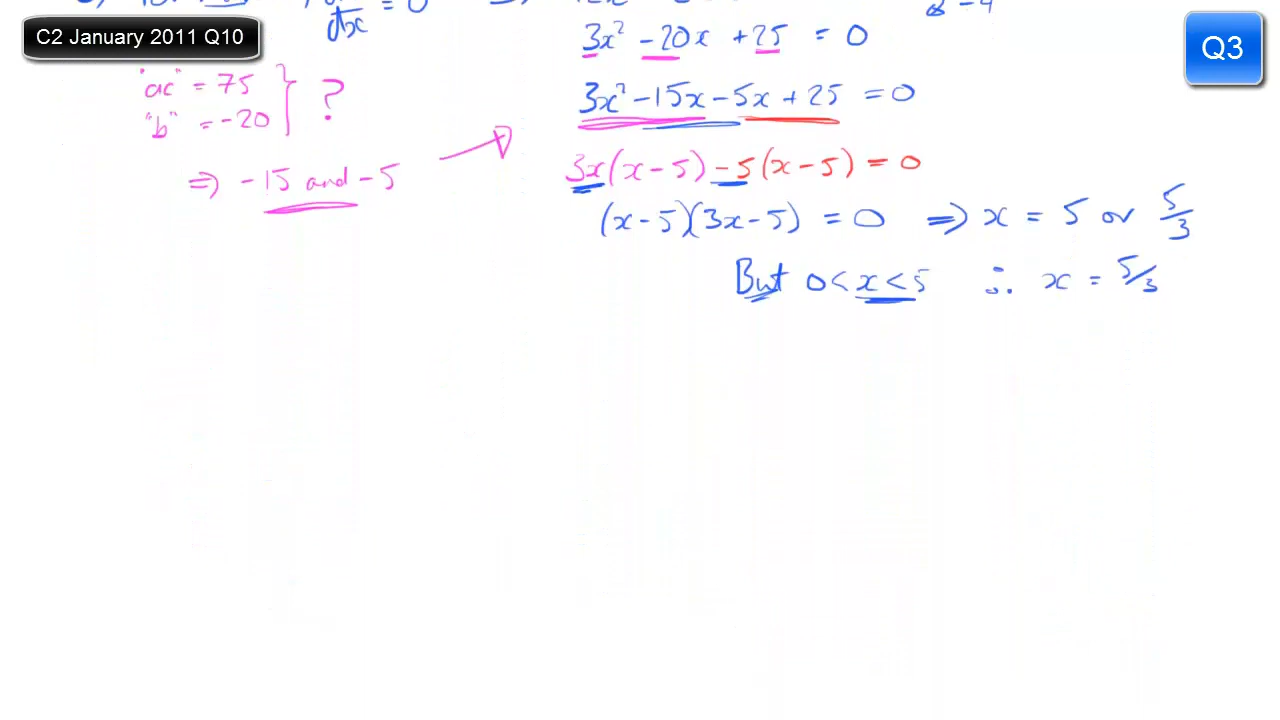 C2 January 2011 Q10
Q3
dx = 0
3x² - 20x + 25 = 0
"ac" = 75
"b" = -20
?
3x² - 15x - 5x + 25 = 0
⇒ -15 and -5
3x(x - 5) - 5(x - 5) = 0
(x - 5)(3x - 5) = 0 ⇒ x = 5 or 5/3
But 0 < x < 5 ∴ x = 5/3